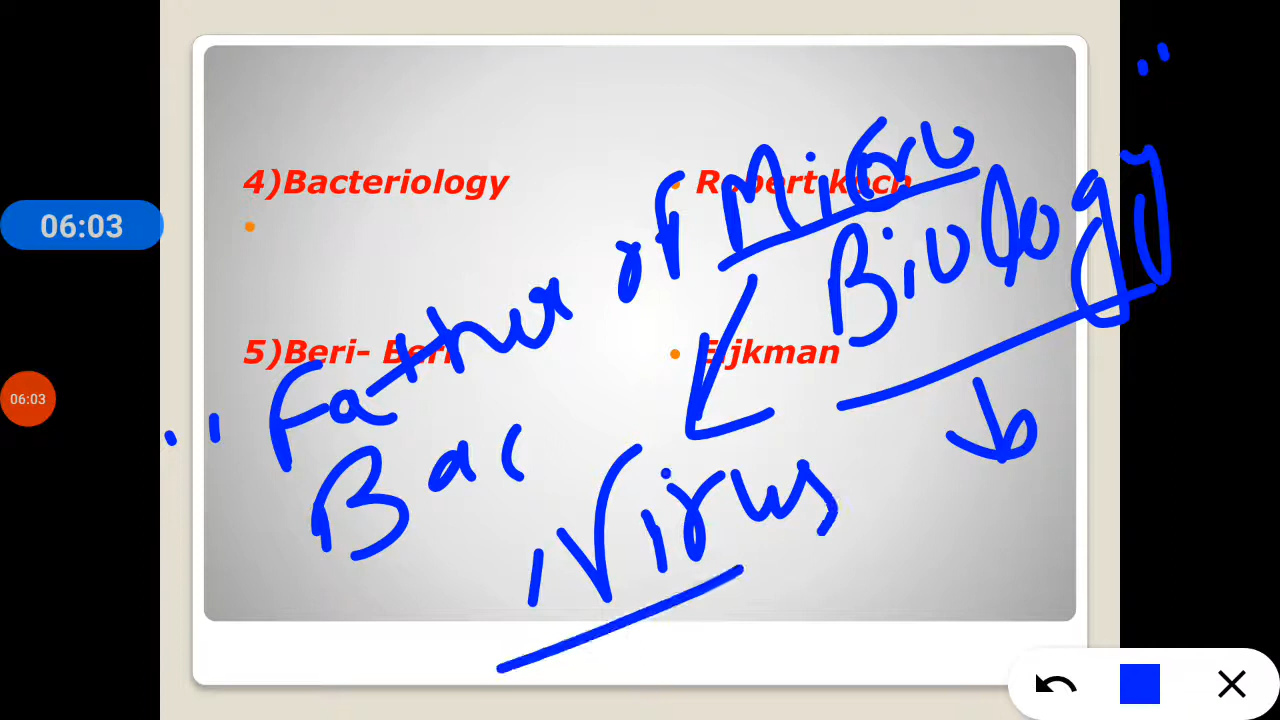 06:03
4)Bacteriology
Robert koch
5)Beri- Beri
Eijkman
06:03
" Father of Micro
Biology "
Bac, Virus